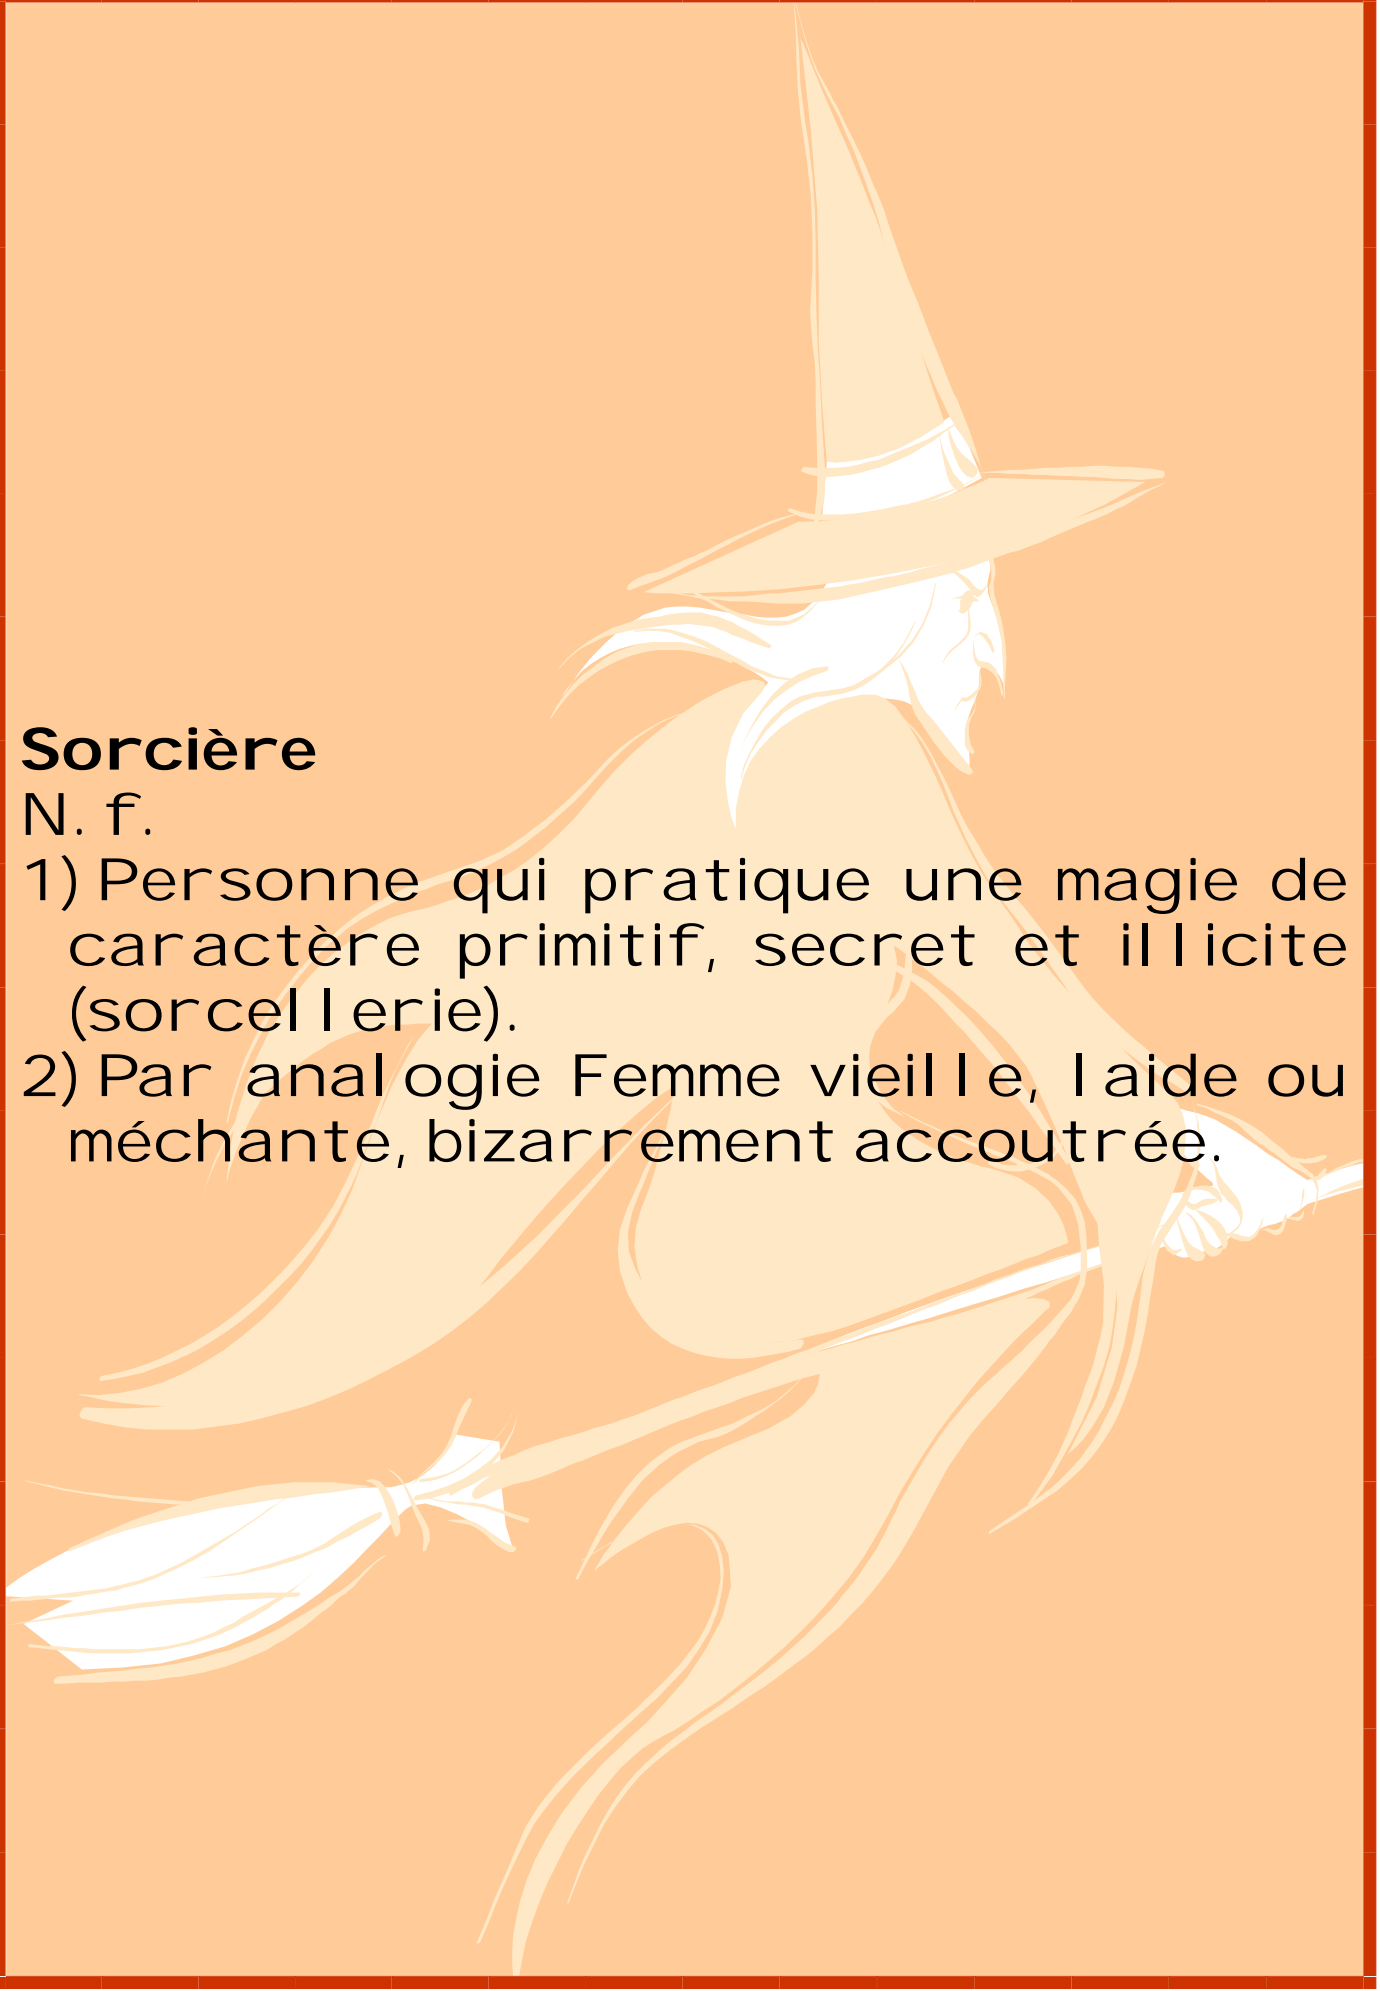 Sorcière
N. f.
1) Personne qui pratique une magie de
caractère primitif, secret et illicite
(sorcellerie).
2) Par analogie Femme vieille, laide ou
méchante, bizarrement accoutrée.